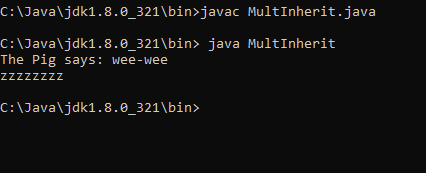 C:\Java\jdk1.8.0_321\bin>javac MultInherit.java
C:\Java\jdk1.8.0_321\bin> java MultInherit
The Pig says: wee-wee
zzzzzzzz
C:\Java\jdk1.8.0_321\bin>